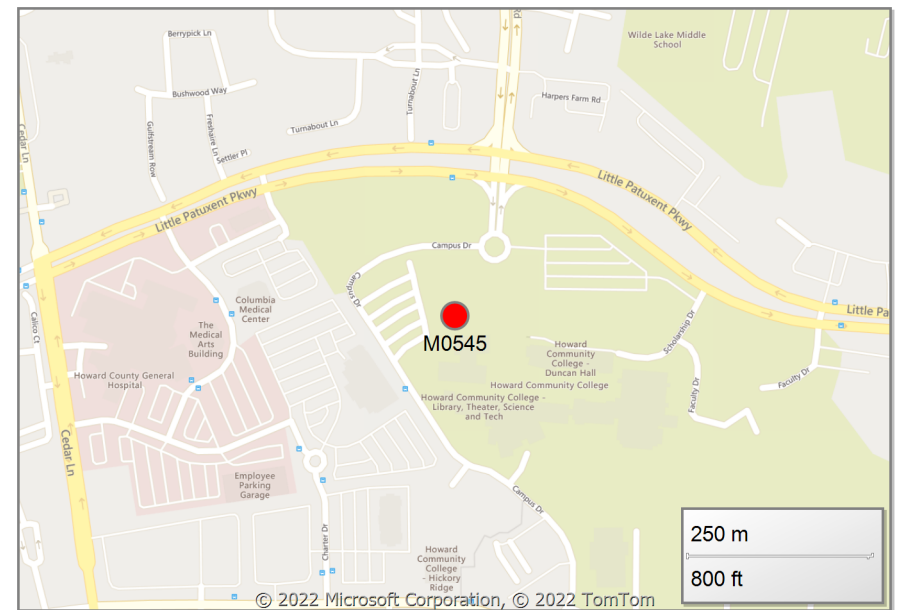 Berrypick Ln
Rd
Wilde Lake Middle
School
Bushwood Way
Turnabout Ln
Harpers Farm Rd
Gulfstream Row
Freshaire Ln
Turnabout Ln
Cedar Ln
Settler Pl
Little Patuxent Pkwy
Little Patuxent Pkwy
Campus Dr
Campus Dr
Columbia
Medical
Center
Calico Ct
Little Pa
The
Medical
Arts
Building
M0545
Scholarship Dr
Howard
Community
College -
Duncan Hall
Howard County General
Hospital
Howard Community College
Faculty Dr
Faculty Dr
Howard Community College -
Library, Theater, Science
and Tech
Cedar Ln
Employee
Parking
Garage
Campus Dr
Charter Dr
250 m
800 ft
Howard
Community
College
- Hickory
Ridge
© 2022 Microsoft Corporation, © 2022 TomTom